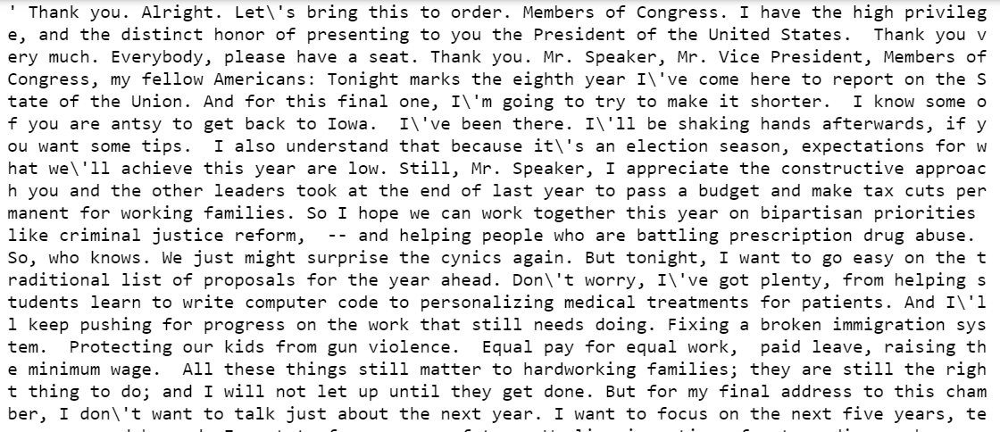 ' Thank you. Alright. Let\'s bring this to order. Members of Congress. I have the high privileg
e, and the distinct honor of presenting to you the President of the United States.  Thank you v
ery much. Everybody, please have a seat. Thank you. Mr. Speaker, Mr. Vice President, Members of
Congress, my fellow Americans: Tonight marks the eighth year I\'ve come here to report on the S
tate of the Union. And for this final one, I\'m going to try to make it shorter.  I know some o
f you are antsy to get back to Iowa.  I\'ve been there. I\'ll be shaking hands afterwards, if y
ou want some tips.  I also understand that because it\'s an election season, expectations for w
hat we\'ll achieve this year are low. Still, Mr. Speaker, I appreciate the constructive approac
h you and the other leaders took at the end of last year to pass a budget and make tax cuts per
manent for working families. So I hope we can work together this year on bipartisan priorities
like criminal justice reform,  -- and helping people who are battling prescription drug abuse.
So, who knows. We just might surprise the cynics again. But tonight, I want to go easy on the t
raditional list of proposals for the year ahead. Don\'t worry, I\'ve got plenty, from helping s
tudents learn to write computer code to personalizing medical treatments for patients. And I\'l
l keep pushing for progress on the work that still needs doing. Fixing a broken immigration sys
tem.  Protecting our kids from gun violence.  Equal pay for equal work,  paid leave, raising th
e minimum wage.  All these things still matter to hardworking families; they are still the righ
t thing to do; and I will not let up until they get done. But for my final address to this cham
ber, I don\'t want to talk just about the next year. I want to focus on the next five years, te